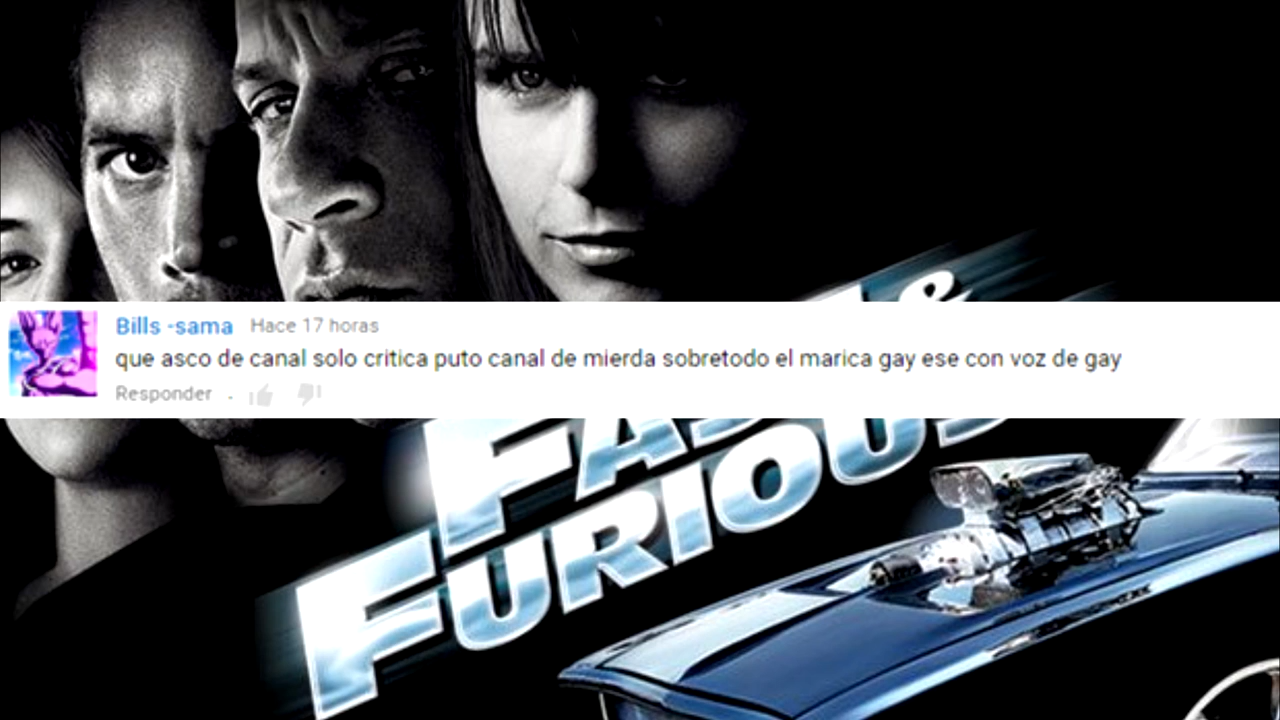 Bills -sama Hace 17 horas
que asco de canal solo critica puto canal de mierda sobretodo el marica gay ese con voz de gay
Responder .
FURIOUS